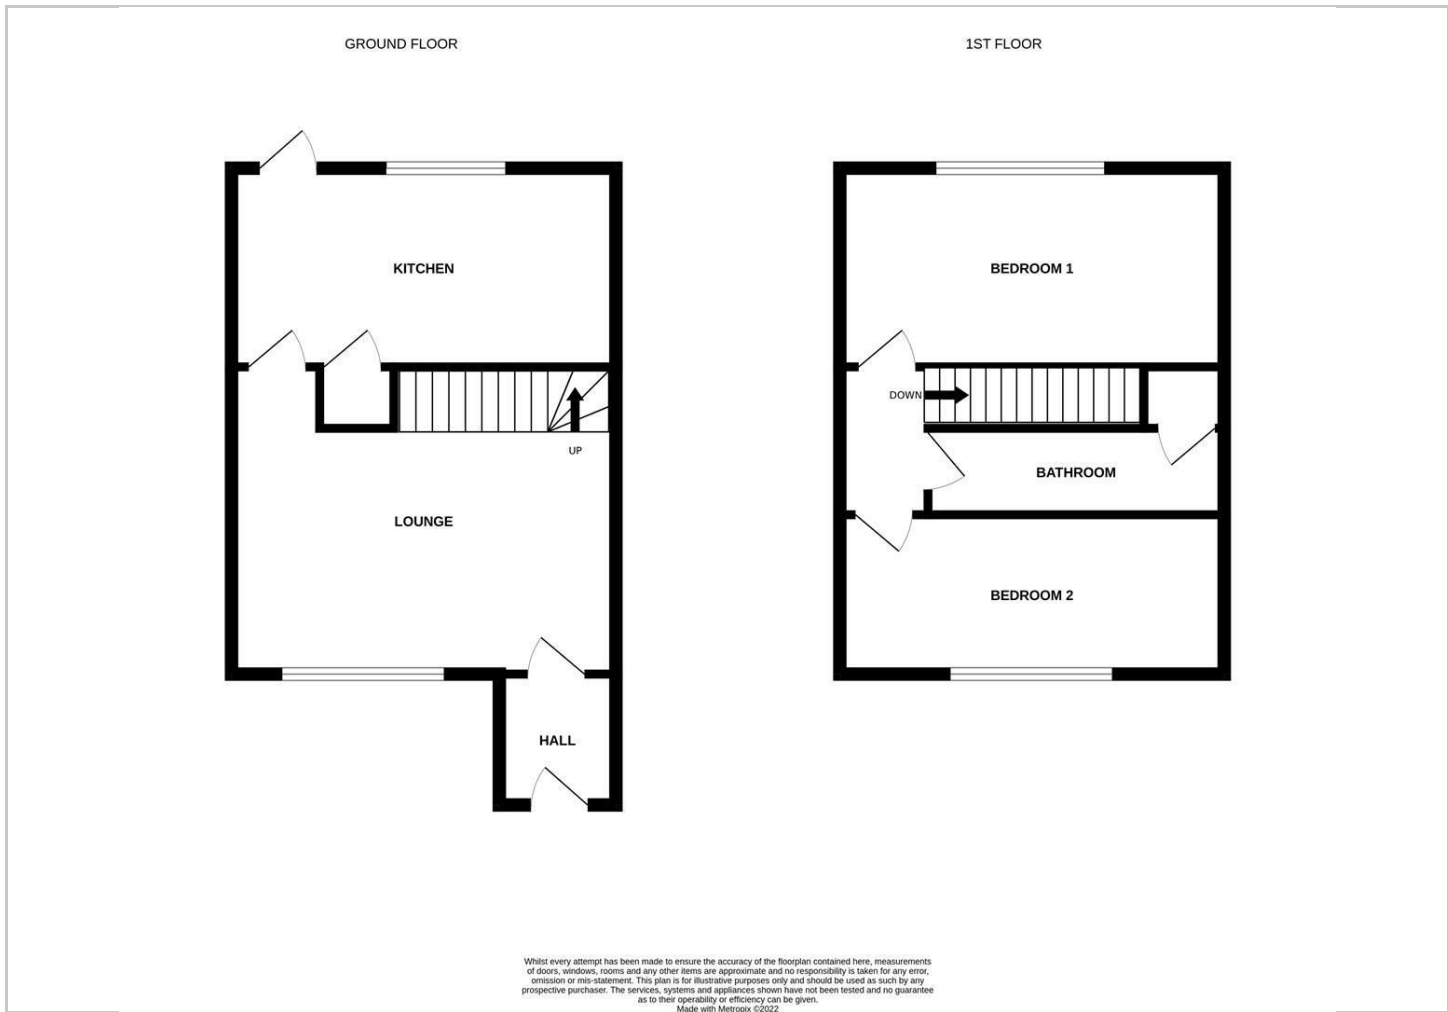 GROUND FLOOR
1ST FLOOR
KITCHEN
BEDROOM 1
DOWN
UP
BATHROOM
LOUNGE
BEDROOM 2
HALL
Whilst every attempt has been made to ensure the accuracy of the floorplan contained here, measurements
of doors, windows, rooms and any other items are approximate and no responsibility is taken for any error,
omission or mis-statement. This plan is for illustrative purposes only and should be used as such by any
prospective purchaser. The services, systems and appliances shown have not been tested and no guarantee
as to their operability or efficiency can be given.
Made with Metropix ©2022